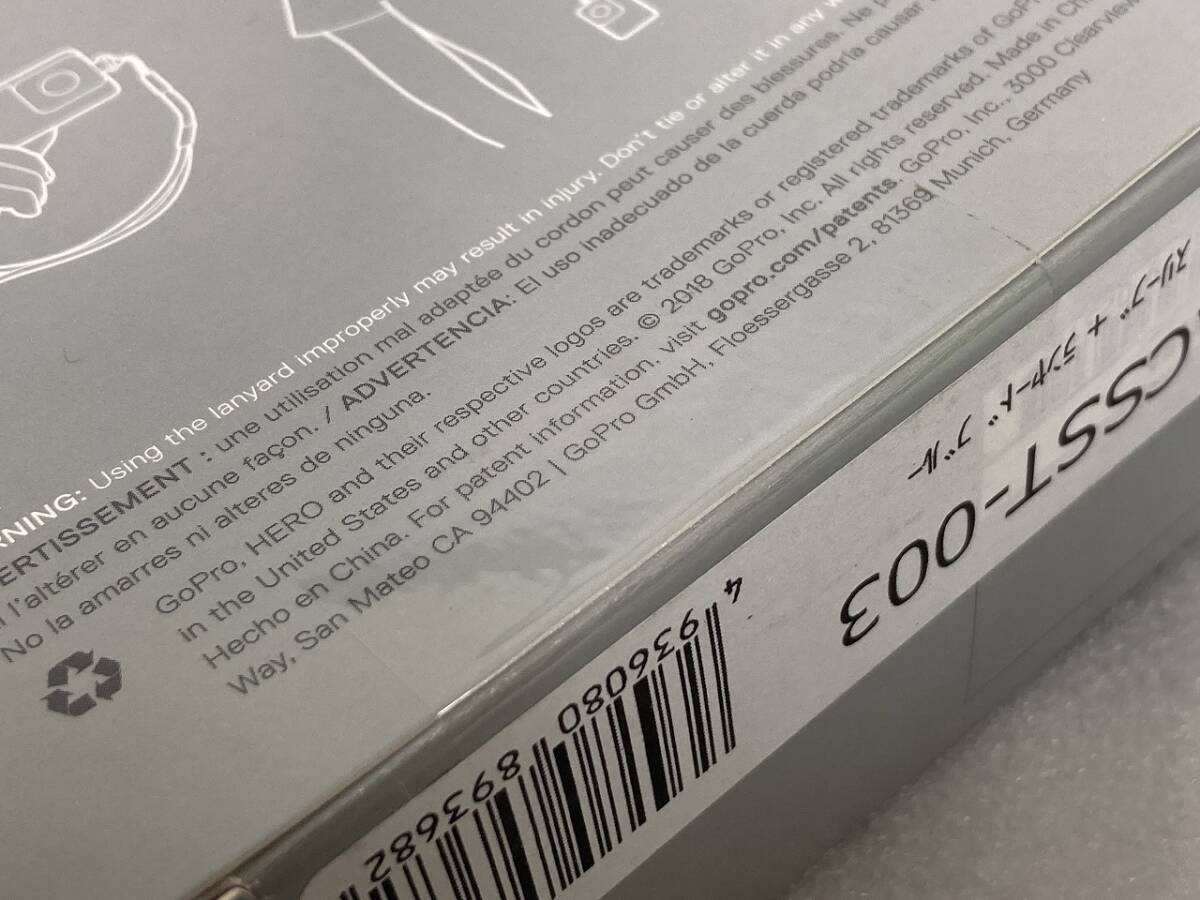 RNING: Using the lanyard improperly may result in injury. Don't tie or alter it in any w
ERTISSEMENT : une utilisation mal adaptée du cordon peut causer des blessures. Ne p
l'altérer en aucune façon. / ADVERTENCIA: El uso inadecuado de la cuerda podría causar
No la amarres ni alteres de ninguna.
GoPro, HERO and their respective logos are trademarks or registered trademarks of GoPr
in the United States and other countries. © 2018 GoPro, Inc. All rights reserved. Made in Chi
Hecho en China. For patent information, visit gopro.com/patents. GoPro, Inc., 3000 Clearview
Way, San Mateo CA 94402 | GoPro GmbH, Floessergasse 2, 81369 Munich, Germany
CSST-003
スリーブ + ランヤード ブルー
4 936080 893682